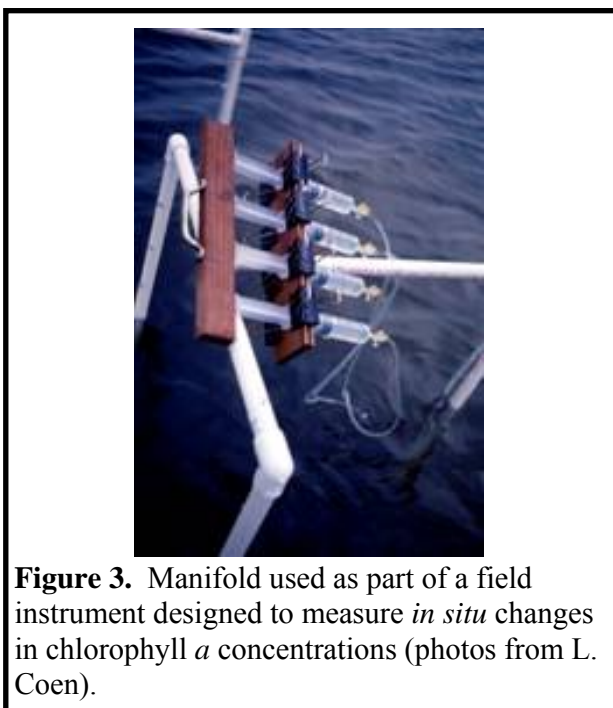 Figure 3. Manifold used as part of a field
instrument designed to measure in situ changes
in chlorophyll a concentrations (photos from L.
Coen).